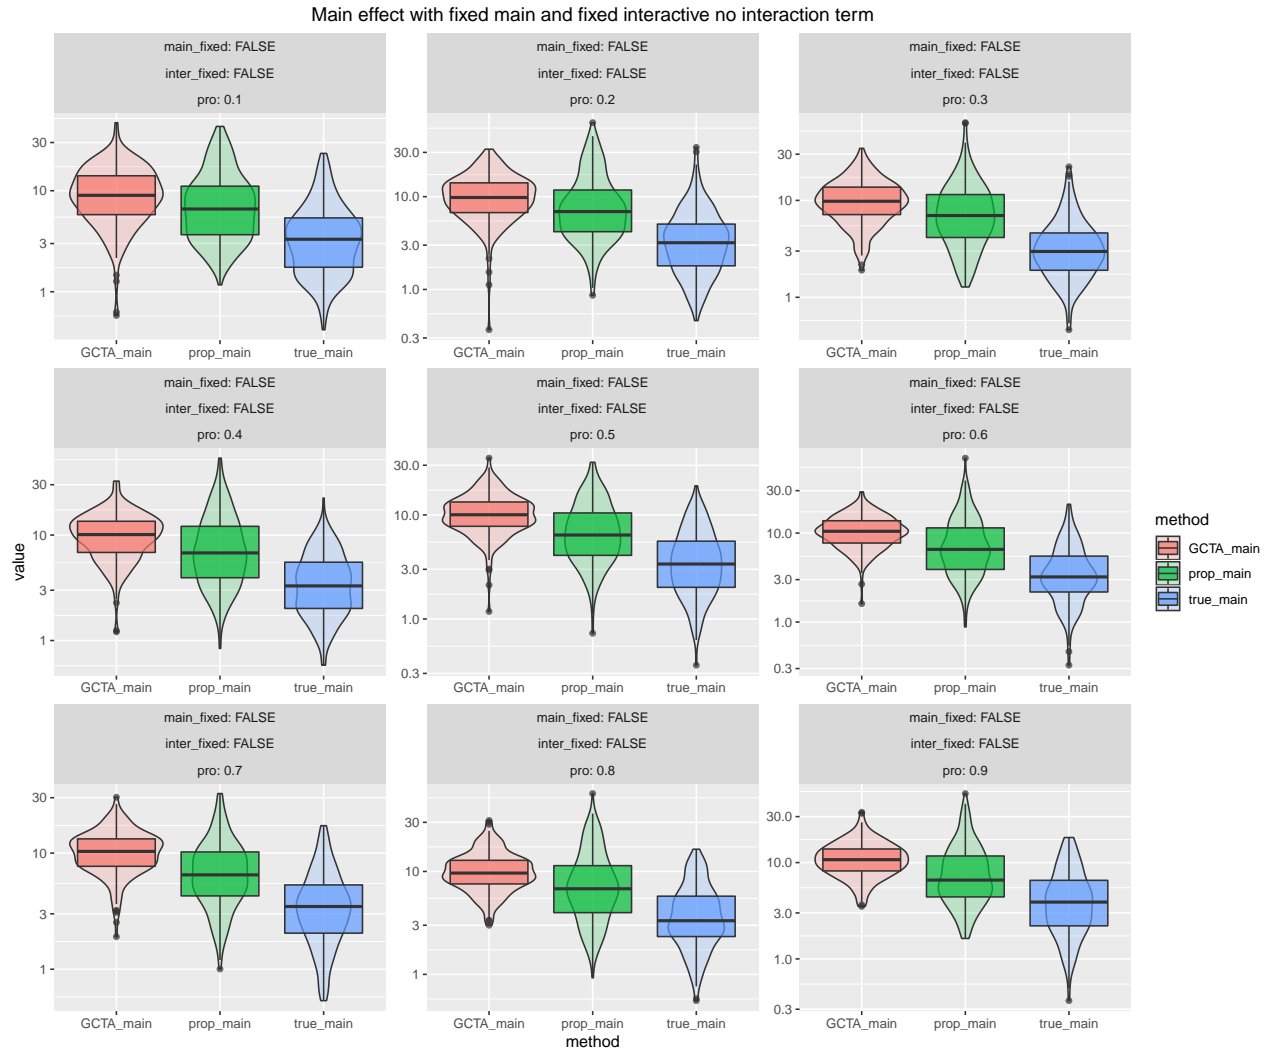 Main effect with fixed main and fixed interactive no interaction term
main_fixed: FALSE
inter_fixed: FALSE
pro: 0.1
30
10
3
1
GCTA_main prop_main true_main
main_fixed: FALSE
inter_fixed: FALSE
pro: 0.2
30.0
10.0
3.0
1.0
0.3
GCTA_main prop_main true_main
main_fixed: FALSE
inter_fixed: FALSE
pro: 0.3
30
10
3
1
GCTA_main prop_main true_main
main_fixed: FALSE
inter_fixed: FALSE
pro: 0.4
30
10
3
1
GCTA_main prop_main true_main
main_fixed: FALSE
inter_fixed: FALSE
pro: 0.5
30.0
10.0
3.0
1.0
0.3
GCTA_main prop_main true_main
main_fixed: FALSE
inter_fixed: FALSE
pro: 0.6
30.0
10.0
3.0
1.0
0.3
GCTA_main prop_main true_main
main_fixed: FALSE
inter_fixed: FALSE
pro: 0.7
30
10
3
1
GCTA_main prop_main true_main
main_fixed: FALSE
inter_fixed: FALSE
pro: 0.8
30
10
3
1
GCTA_main prop_main true_main
main_fixed: FALSE
inter_fixed: FALSE
pro: 0.9
30.0
10.0
3.0
1.0
0.3
GCTA_main prop_main true_main
value
method
method
GCTA_main
prop_main
true_main